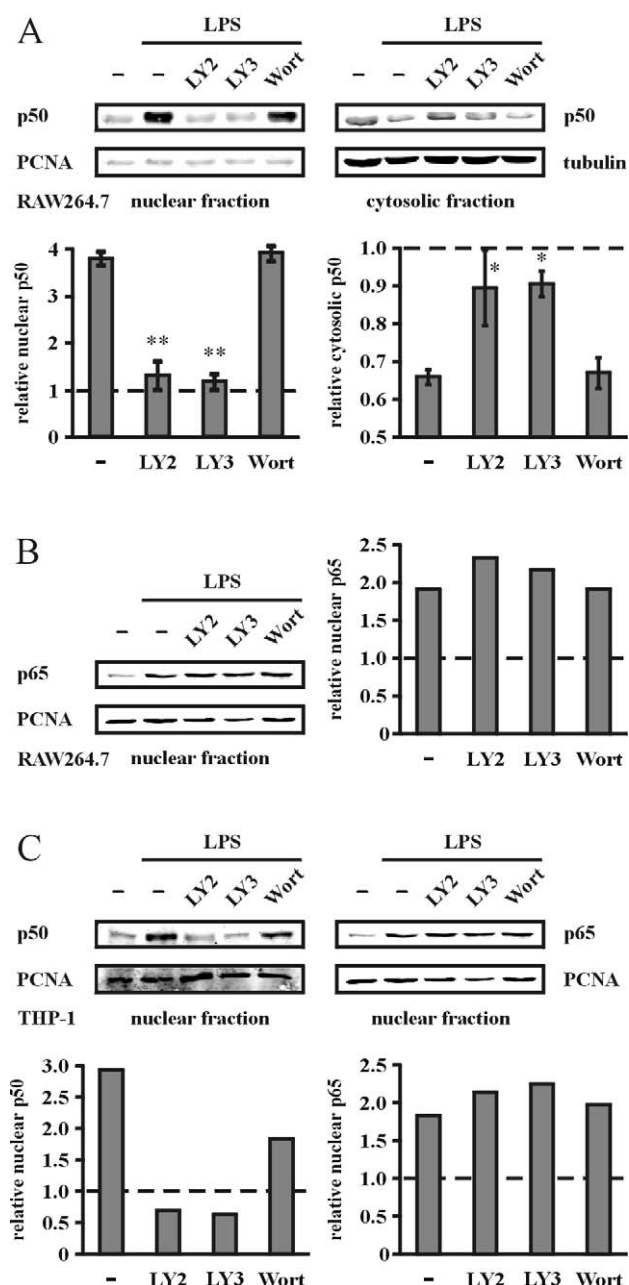 A
LPS LPS
– – LY2 LY3 Wort – – LY2 LY3 Wort
p50 p50
PCNA tubulin
RAW264.7 nuclear fraction cytosolic fraction
relative nuclear p50
4
3
2
1
0
** **
– LY2 LY3 Wort
relative cytosolic p50
1.0
0.9
0.8
0.7
0.6
0.5
* *
– LY2 LY3 Wort
B
LPS
– – LY2 LY3 Wort
p65
PCNA
RAW264.7 nuclear fraction
relative nuclear p65
2.5
2.0
1.5
1.0
0.5
0
– LY2 LY3 Wort
C
LPS LPS
– – LY2 LY3 Wort – – LY2 LY3 Wort
p50 p65
PCNA PCNA
THP-1 nuclear fraction nuclear fraction
relative nuclear p50
3.0
2.5
2.0
1.5
1.0
0.5
0
– LY2 LY3 Wort
relative nuclear p65
2.5
2.0
1.5
1.0
0.5
0
– LY2 LY3 Wort